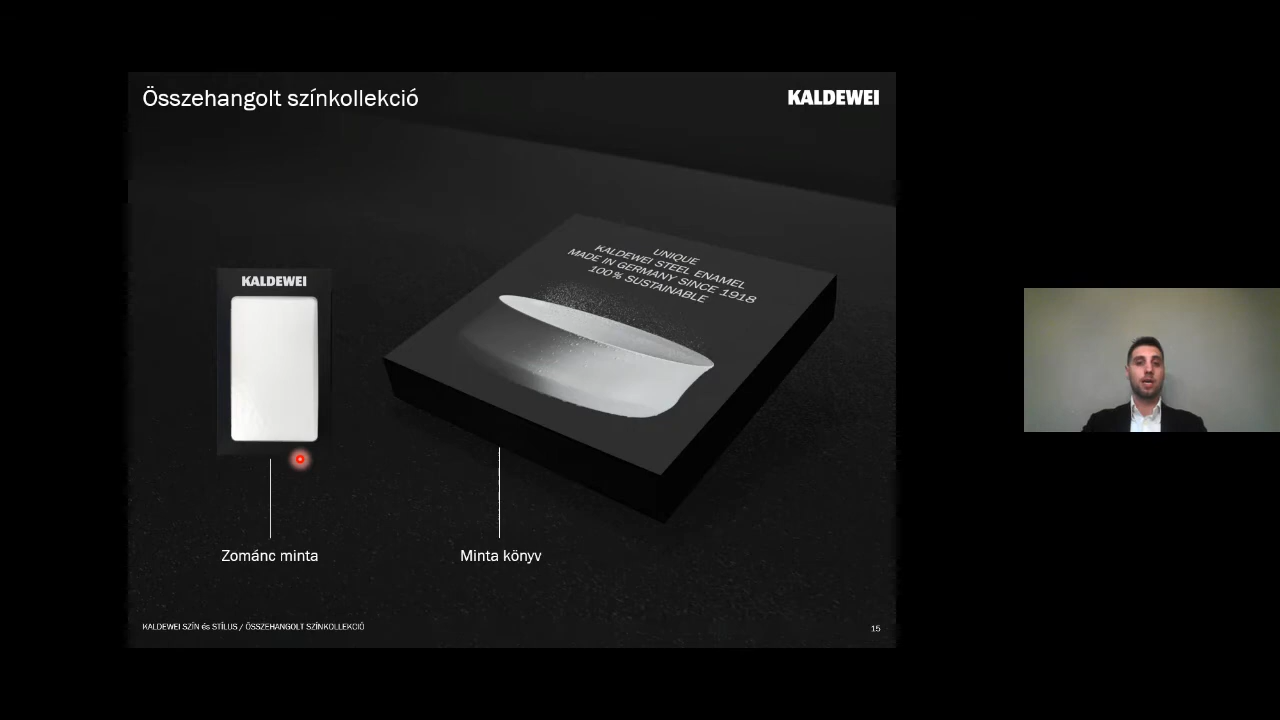 Összehangolt színkollekció
KALDEWEI
KALDEWEI
UNIQUE
KALDEWEI STEEL ENAMEL
MADE IN GERMANY SINCE 1918
100% SUSTAINABLE
Zománc minta
Minta könyv
KALDEWEI SZÍN és STÍLUS / ÖSSZEHANGOLT SZÍNKOLLEKCIÓ
15